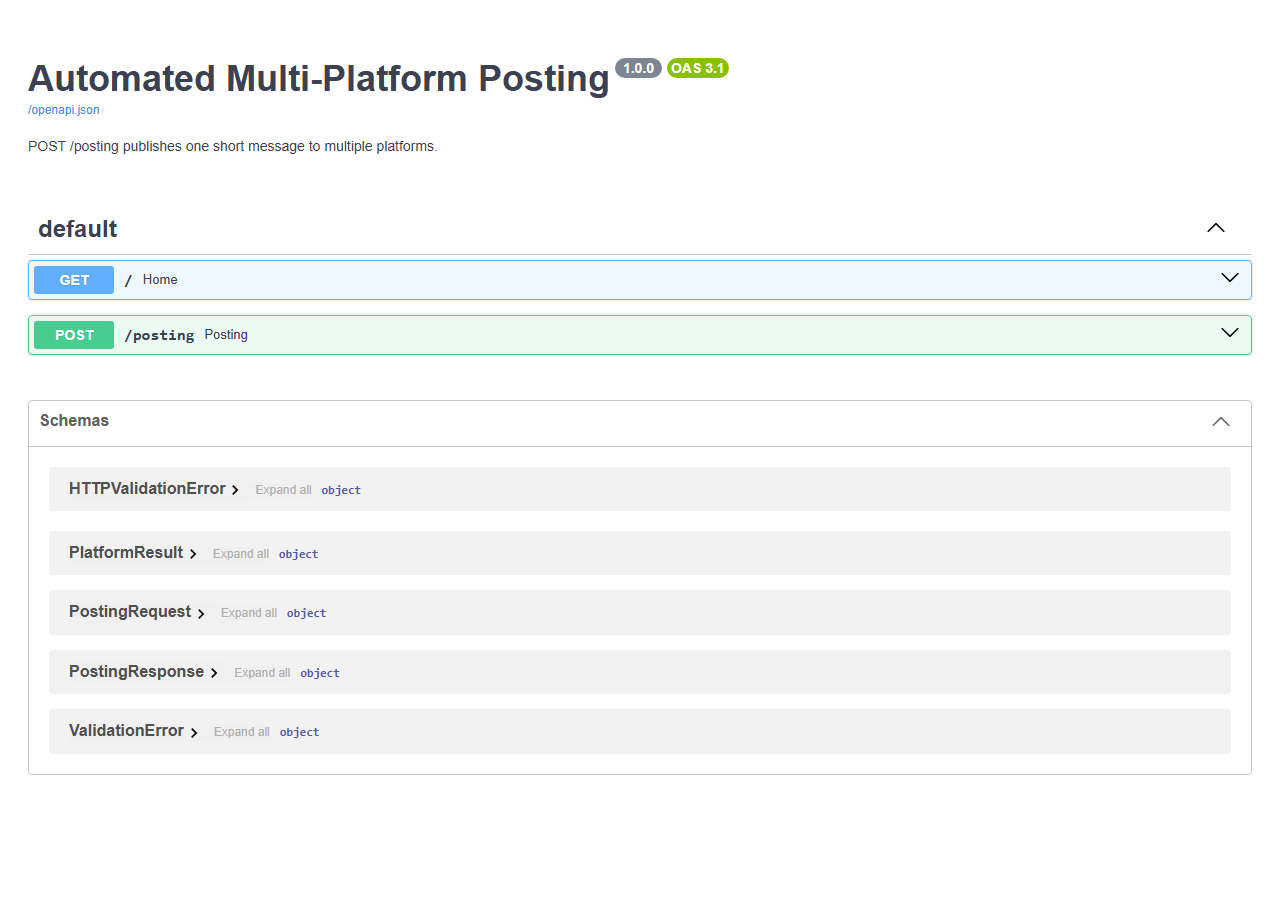 Automated Multi-Platform Posting 1.0.0 OAS 3.1
/openapi.json
POST /posting publishes one short message to multiple platforms.
default
GET / Home
POST /posting Posting
Schemas
HTTPValidationError Expand all object
PlatformResult Expand all object
PostingRequest Expand all object
PostingResponse Expand all object
ValidationError Expand all object